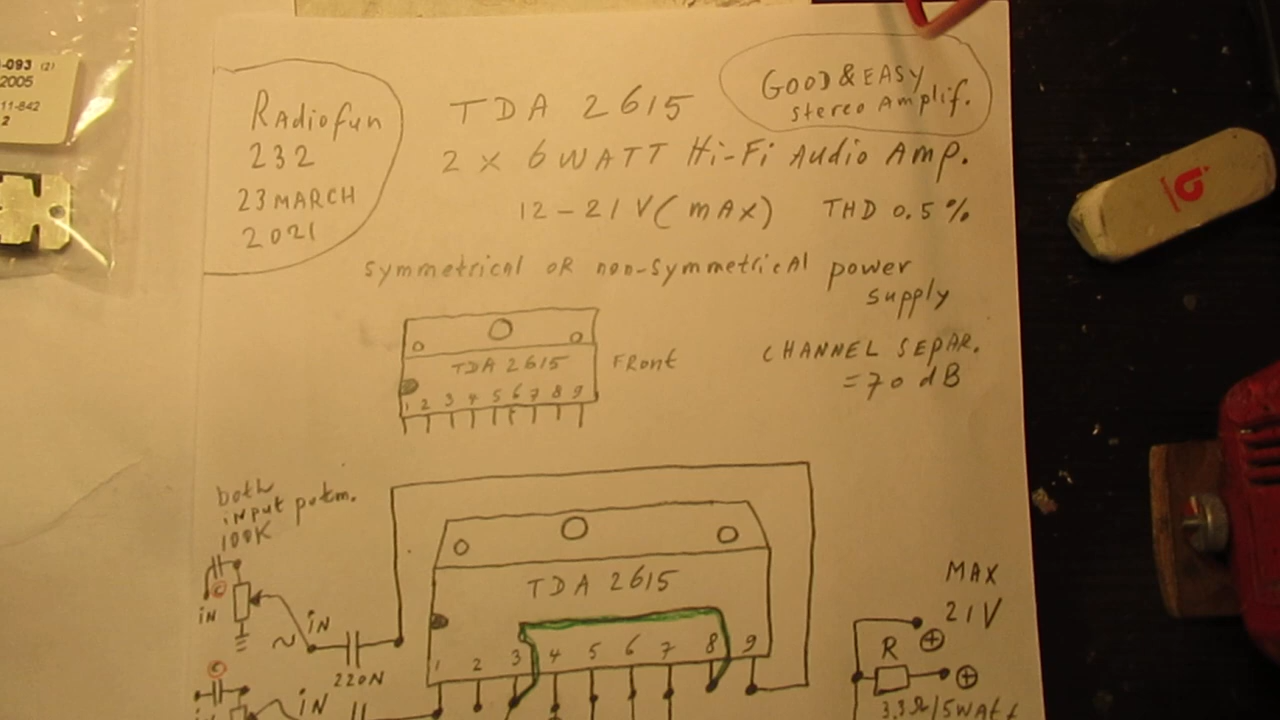 -093 (2)
2005
11-842
2
Radiofun
232
23 MARCH
2021
TDA 2615
GOOD & EASY
stereo Amplif.
2 x 6 WATT Hi-Fi Audio Amp.
12-21 V (MAX) THD 0.5%
symmetrical OR non-symmetrical power
supply
CHANNEL SEPAR.
= 70 dB
TDA 2615
FRont
1 2 3 4 5 6 7 8 9
both
input potm.
100K
C
iN
iN
~
220N
TDA 2615
1 2 3 4 5 6 7 8 9
MAX
21V
+
R
+
3,3Ω/5Watt
C
iN
iN